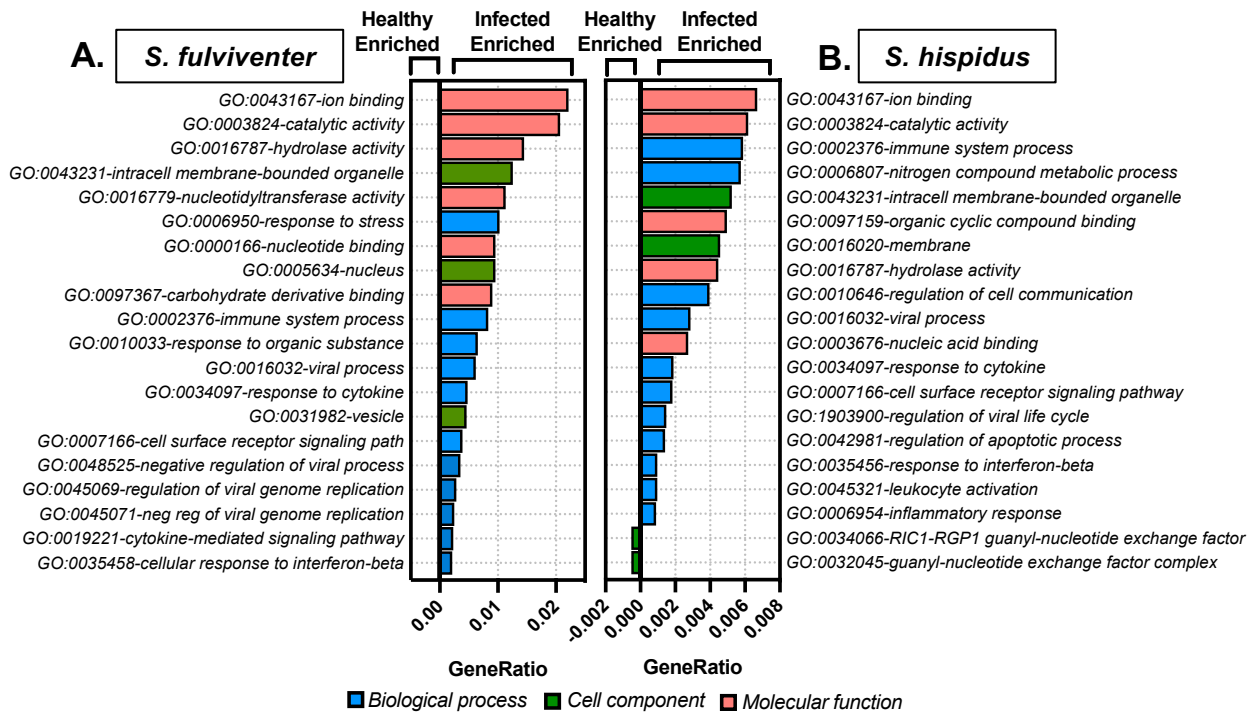 Healthy Enriched
Infected Enriched
Healthy Enriched
Infected Enriched
A.
S. fulviventer
B.
S. hispidus
GO:0043167-ion binding
GO:0003824-catalytic activity
GO:0016787-hydrolase activity
GO:0043231-intracell membrane-bounded organelle
GO:0016779-nucleotidyltransferase activity
GO:0006950-response to stress
GO:0000166-nucleotide binding
GO:0005634-nucleus
GO:0097367-carbohydrate derivative binding
GO:0002376-immune system process
GO:0010033-response to organic substance
GO:0016032-viral process
GO:0034097-response to cytokine
GO:0031982-vesicle
GO:0007166-cell surface receptor signaling path
GO:0048525-negative regulation of viral process
GO:0045069-regulation of viral genome replication
GO:0045071-neg reg of viral genome replication
GO:0019221-cytokine-mediated signaling pathway
GO:0035458-cellular response to interferon-beta
0.00
0.01
0.02
GeneRatio
GO:0043167-ion binding
GO:0003824-catalytic activity
GO:0002376-immune system process
GO:0006807-nitrogen compound metabolic process
GO:0043231-intracell membrane-bounded organelle
GO:0097159-organic cyclic compound binding
GO:0016020-membrane
GO:0016787-hydrolase activity
GO:0010646-regulation of cell communication
GO:0016032-viral process
GO:0003676-nucleic acid binding
GO:0034097-response to cytokine
GO:0007166-cell surface receptor signaling pathway
GO:1903900-regulation of viral life cycle
GO:0042981-regulation of apoptotic process
GO:0035456-response to interferon-beta
GO:0045321-leukocyte activation
GO:0006954-inflammatory response
GO:0034066-RIC1-RGP1 guanyl-nucleotide exchange factor
GO:0032045-guanyl-nucleotide exchange factor complex
-0.002
0.000
0.002
0.004
0.006
0.008
GeneRatio
Biological process
Cell component
Molecular function